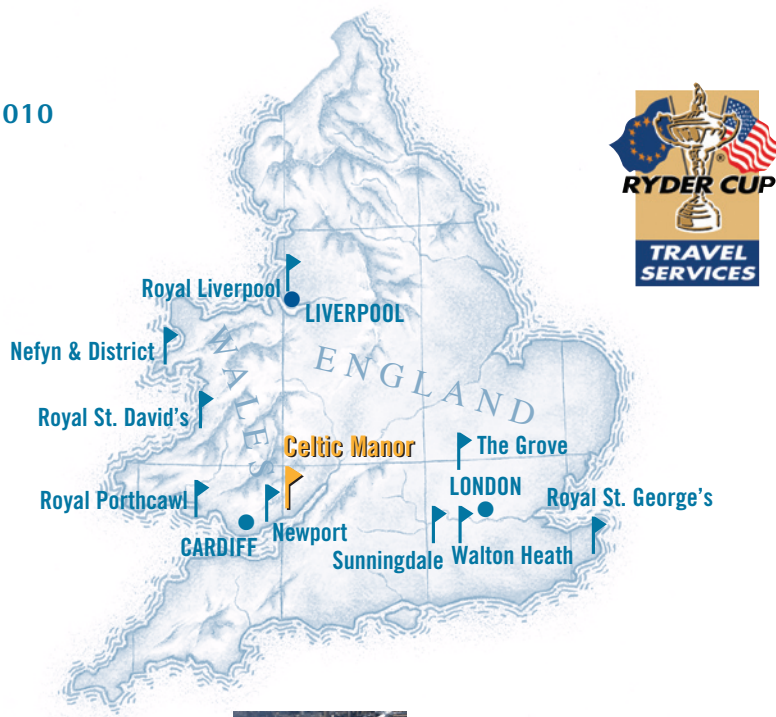 010
RYDER CUP
TRAVEL
SERVICES
®
Royal Liverpool
LIVERPOOL
Nefyn & District
WALES
ENGLAND
Royal St. David's
Celtic Manor
The Grove
Royal Porthcawl
LONDON
Royal St. George's
CARDIFF
Newport
Sunningdale
Walton Heath